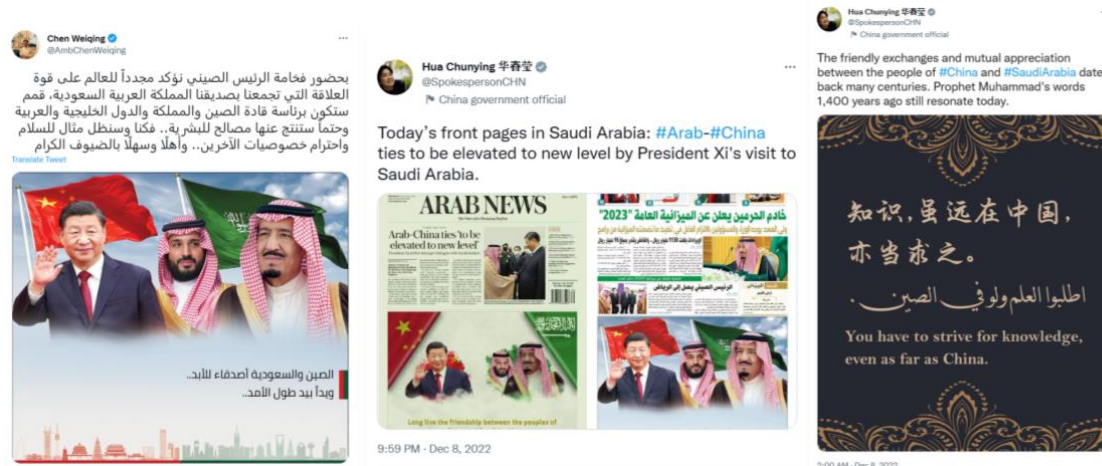 Chen Weiqing
@AmbChenWeiqing
بحضور فخامة الرئيس الصيني نؤكد مجدداً للعالم على قوة
العلاقة التي تجمعنا بصديقنا المملكة العربية السعودية، قمم
ستكون برئاسة قادة الصين والمملكة والدول الخليجية والعربية
وحتماً ستنتج عنها مصالح للبشرية.. فكنا وسنظل مثال للسلام
واحترام خصوصيات الآخرين.. وأهلًا وسهلًا بالضيوف الكرام
Translate Tweet
الصين والسعودية أصدقاء للأبد..
ويداً بيد طول الأمد..
Hua Chunying 华春莹
@SpokespersonCHN
China government official
Today's front pages in Saudi Arabia: #Arab-#China
ties to be elevated to new level by President Xi's visit to
Saudi Arabia.
ARAB NEWS
Arab-China ties 'to be
elevated to new level'
خادم الحرمين يعلن عن الميزانية العامة "2023"
الرئيس الصيني يصل إلى الرياض
Long live the friendship between the peoples of
9:59 PM · Dec 8, 2022
Hua Chunying 华春莹
@SpokespersonCHN
China government official
The friendly exchanges and mutual appreciation
between the people of #China and #SaudiArabia date
back many centuries. Prophet Muhammad's words
1,400 years ago still resonate today.
知识，虽远在中国，
亦当求之。
اطلبوا العلم ولو في الصين.
You have to strive for knowledge,
even as far as China.
2:00 AM · Dec 8, 2022